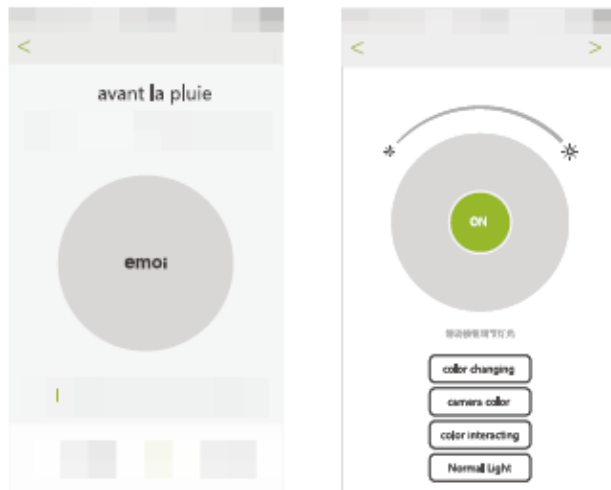 avant la pluie
emoi
ON
color changing
camera color
color interacting
Normal Light